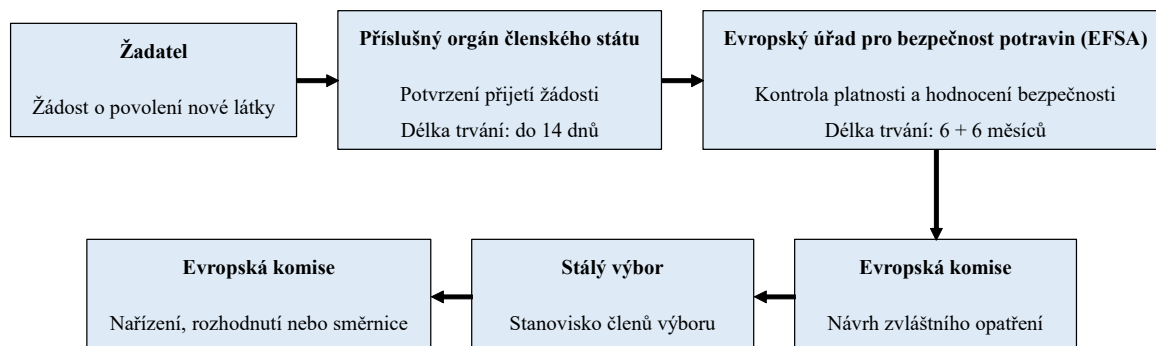 Žadatel
Žádost o povolení nové látky
Příslušný orgán členského státu
Potvrzení přijetí žádosti
Délka trvání: do 14 dnů
Evropský úřad pro bezpečnost potravin (EFSA)
Kontrola platnosti a hodnocení bezpečnosti
Délka trvání: 6 + 6 měsíců
Evropská komise
Návrh zvláštního opatření
Stálý výbor
Stanovisko členů výboru
Evropská komise
Nařízení, rozhodnutí nebo směrnice